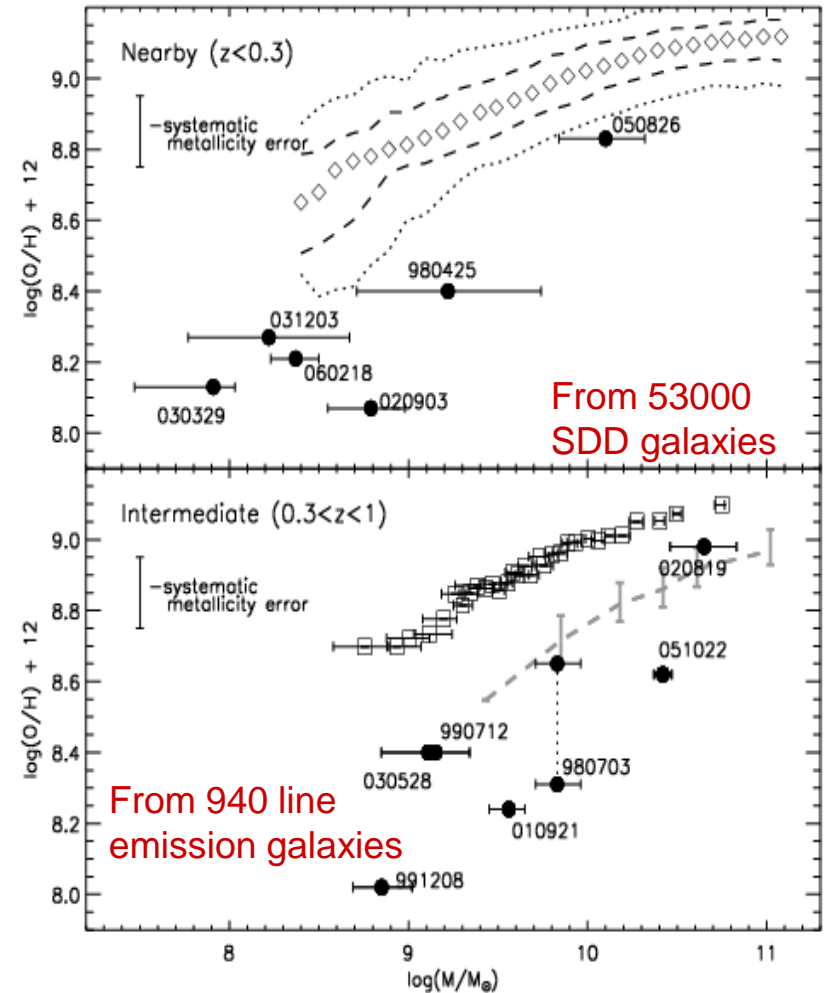 Nearby (z<0.3)
-systematic
metallicity error
050826
980425
031203
060218
030329
020903
From 53000
SDD galaxies
log(O/H) + 12
9.0
8.8
8.6
8.4
8.2
8.0
Intermediate (0.3<z<1)
-systematic
metallicity error
020819
051022
990712
030528
980703
010921
991208
From 940 line
emission galaxies
log(O/H) + 12
9.0
8.8
8.6
8.4
8.2
8.0
8 9 10 11
log(M/M⊙)